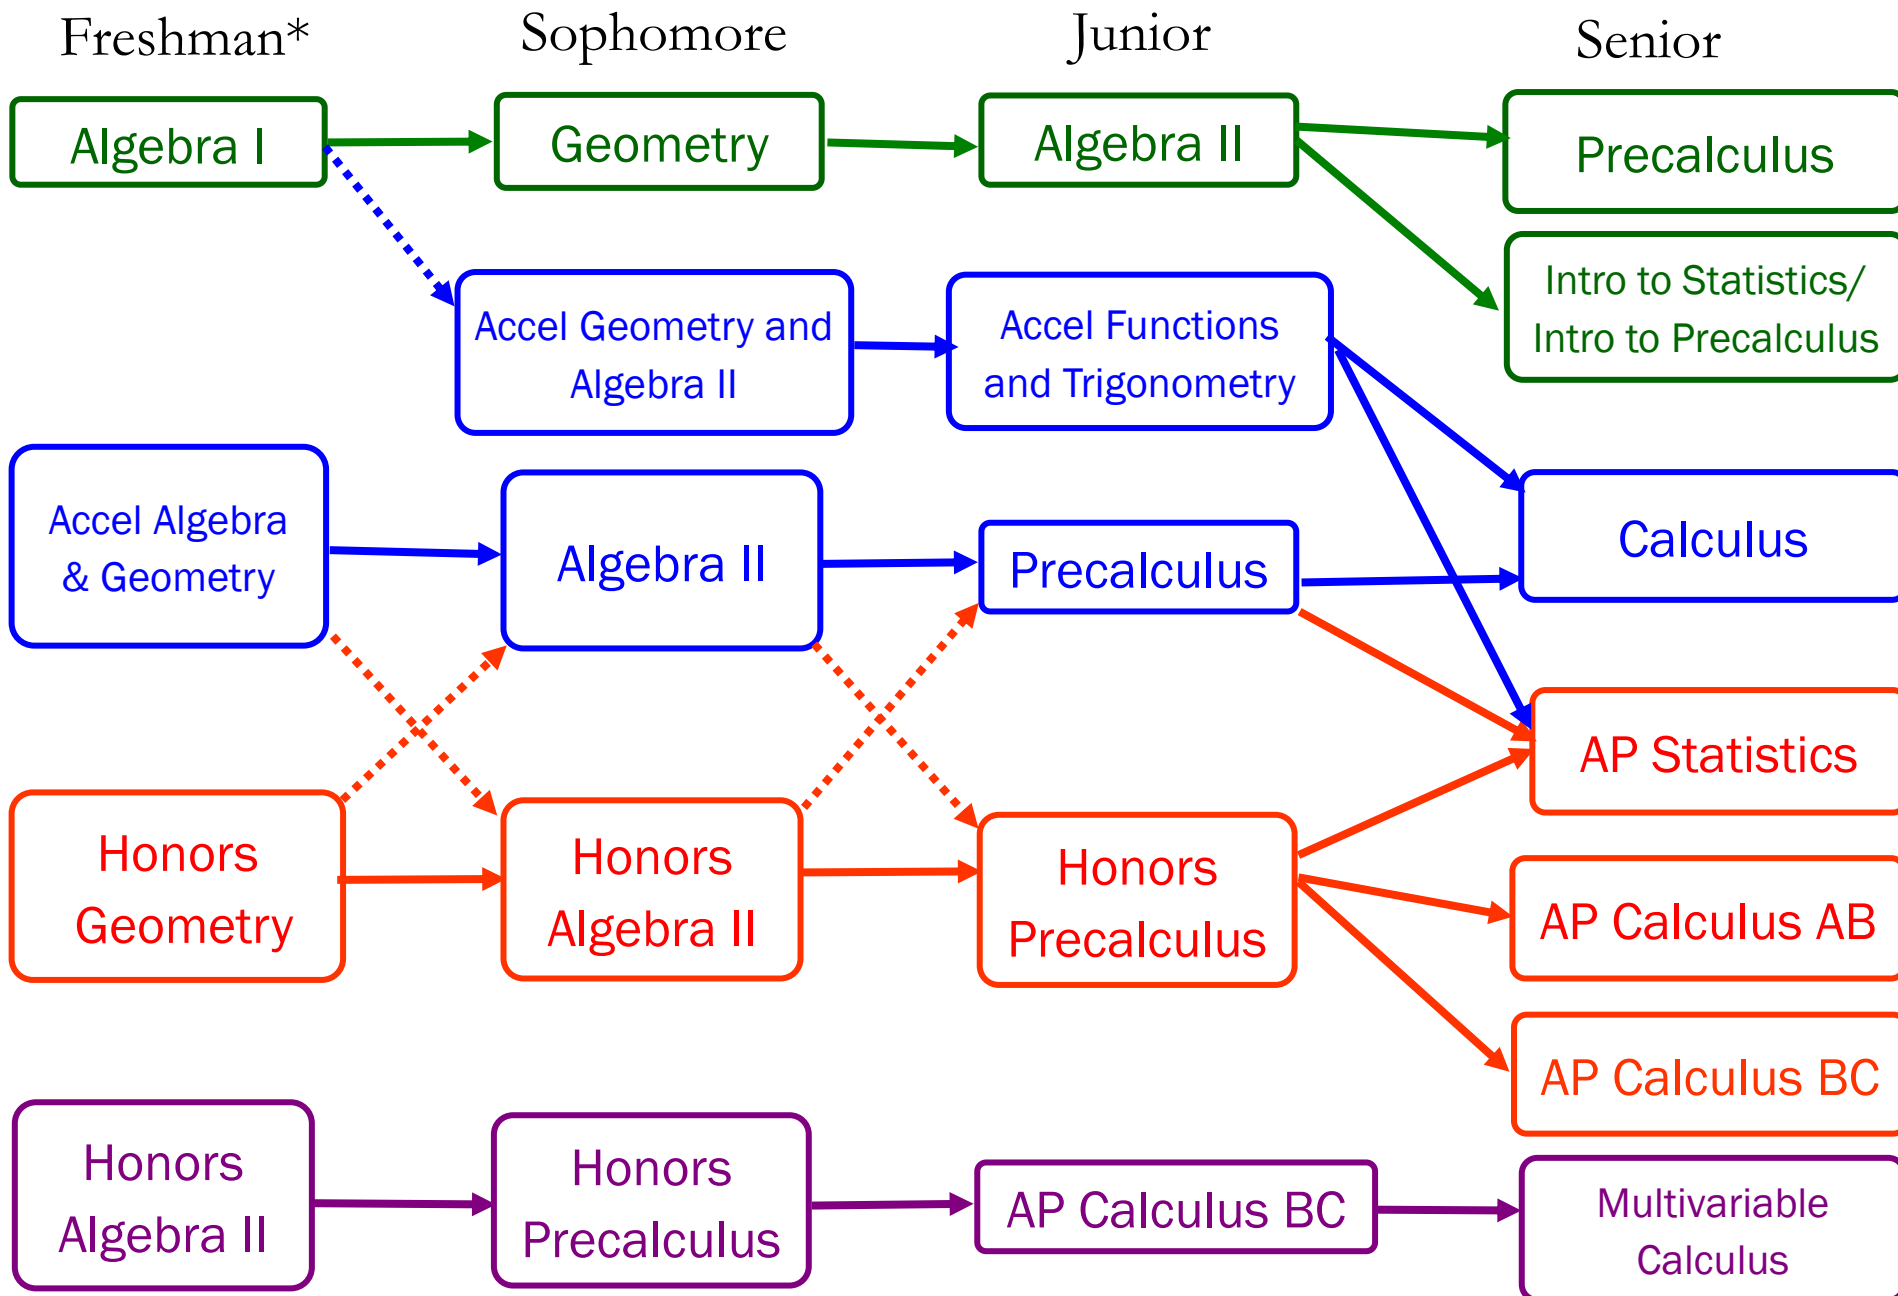 Freshman*
Sophomore
Junior
Senior
Algebra I
Geometry
Algebra II
Precalculus
Intro to Statistics/
Intro to Precalculus
Accel Geometry and
Algebra II
Accel Functions
and Trigonometry
Accel Algebra
& Geometry
Algebra II
Precalculus
Calculus
Honors
Geometry
Honors
Algebra II
Honors
Precalculus
AP Statistics
AP Calculus AB
AP Calculus BC
Honors
Algebra II
Honors
Precalculus
AP Calculus BC
Multivariable
Calculus